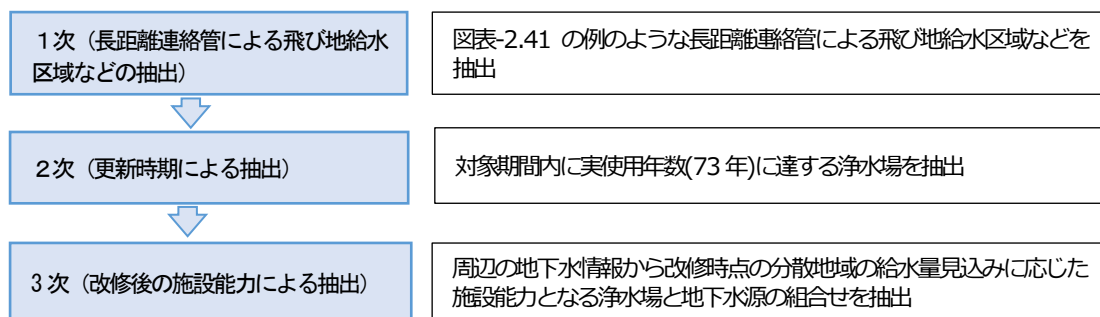 １次（長距離連絡管による飛び地給水
区域などの抽出）
図表-2.41 の例のような長距離連絡管による飛び地給水区域などを
抽出
２次（更新時期による抽出）
対象期間内に実使用年数(73 年)に達する浄水場を抽出
3 次（改修後の施設能力による抽出）
周辺の地下水情報から改修時点の分散地域の給水量見込みに応じた
施設能力となる浄水場と地下水源の組合せを抽出